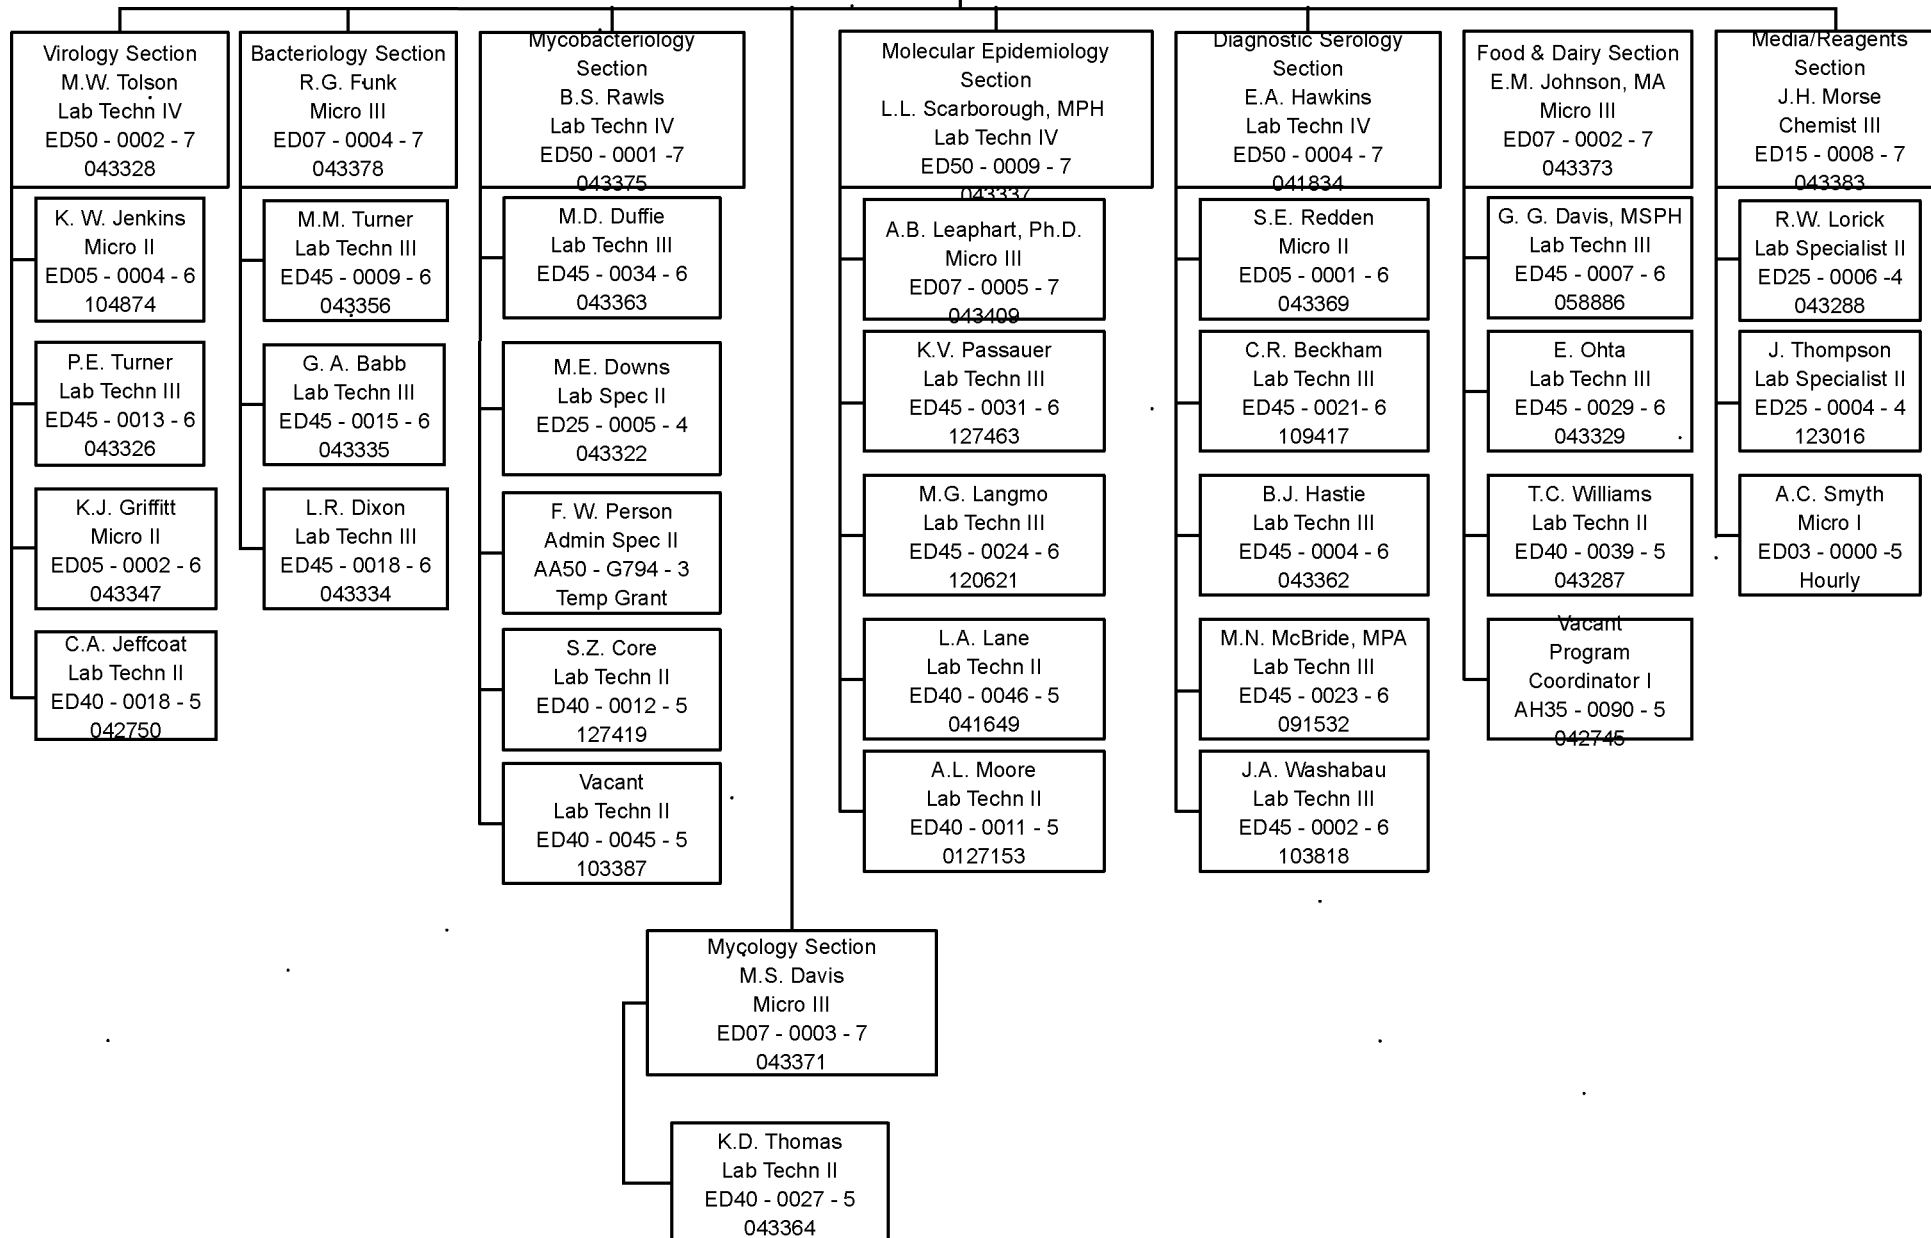 Virology Section
M.W. Tolson
Lab Techn IV
ED50 - 0002 - 7
043328
K. W. Jenkins
Micro II
ED05 - 0004 - 6
104874
P.E. Turner
Lab Techn III
ED45 - 0013 - 6
043326
K.J. Griffitt
Micro II
ED05 - 0002 - 6
043347
C.A. Jeffcoat
Lab Techn II
ED40 - 0018 - 5
042750
Bacteriology Section
R.G. Funk
Micro III
ED07 - 0004 - 7
043378
M.M. Turner
Lab Techn III
ED45 - 0009 - 6
043356
G. A. Babb
Lab Techn III
ED45 - 0015 - 6
043335
L.R. Dixon
Lab Techn III
ED45 - 0018 - 6
043334
Mycobacteriology
Section
B.S. Rawls
Lab Techn IV
ED50 - 0001 -7
043375
M.D. Duffie
Lab Techn III
ED45 - 0034 - 6
043363
M.E. Downs
Lab Spec II
ED25 - 0005 - 4
043322
F. W. Person
Admin Spec II
AA50 - G794 - 3
Temp Grant
S.Z. Core
Lab Techn II
ED40 - 0012 - 5
127419
Vacant
Lab Techn II
ED40 - 0045 - 5
103387
Mycology Section
M.S. Davis
Micro III
ED07 - 0003 - 7
043371
K.D. Thomas
Lab Techn II
ED40 - 0027 - 5
043364
Molecular Epidemiology
Section
L.L. Scarborough, MPH
Lab Techn IV
ED50 - 0009 - 7
043337
A.B. Leaphart, Ph.D.
Micro III
ED07 - 0005 - 7
043409
K.V. Passauer
Lab Techn III
ED45 - 0031 - 6
127463
M.G. Langmo
Lab Techn III
ED45 - 0024 - 6
120621
L.A. Lane
Lab Techn II
ED40 - 0046 - 5
041649
A.L. Moore
Lab Techn II
ED40 - 0011 - 5
0127153
Diagnostic Serology
Section
E.A. Hawkins
Lab Techn IV
ED50 - 0004 - 7
041834
S.E. Redden
Micro II
ED05 - 0001 - 6
043369
C.R. Beckham
Lab Techn III
ED45 - 0021- 6
109417
B.J. Hastie
Lab Techn III
ED45 - 0004 - 6
043362
M.N. McBride, MPA
Lab Techn III
ED45 - 0023 - 6
091532
J.A. Washabau
Lab Techn III
ED45 - 0002 - 6
103818
Food & Dairy Section
E.M. Johnson, MA
Micro III
ED07 - 0002 - 7
043373
G. G. Davis, MSPH
Lab Techn III
ED45 - 0007 - 6
058886
E. Ohta
Lab Techn III
ED45 - 0029 - 6
043329
T.C. Williams
Lab Techn II
ED40 - 0039 - 5
043287
Vacant
Program
Coordinator I
AH35 - 0090 - 5
042745
Media/Reagents
Section
J.H. Morse
Chemist III
ED15 - 0008 - 7
043383
R.W. Lorick
Lab Specialist II
ED25 - 0006 -4
043288
J. Thompson
Lab Specialist II
ED25 - 0004 - 4
123016
A.C. Smyth
Micro I
ED03 - 0000 -5
Hourly